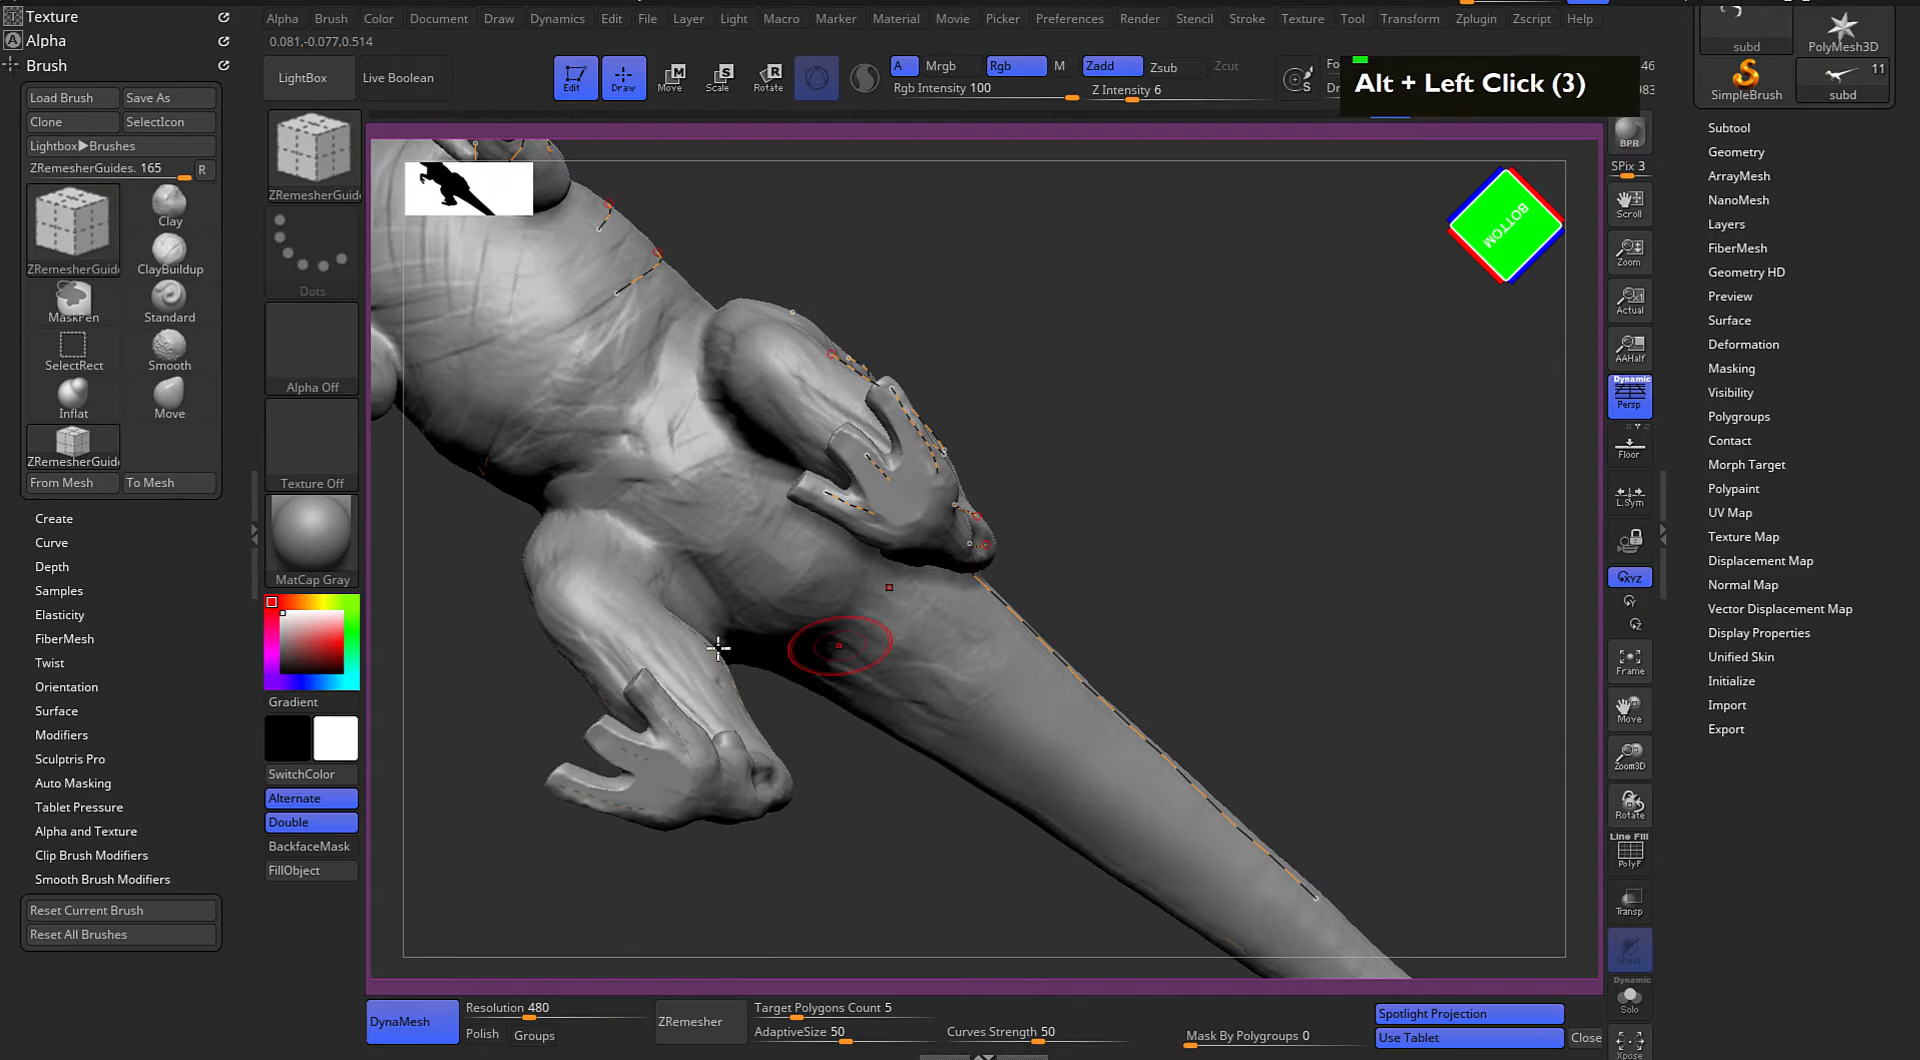 Texture
Alpha
Brush
Load Brush Save As
Clone SelectIcon
Lightbox▶Brushes
ZRemesherGuides. 165 R
ZRemesherGuide Clay
ClayBuildup
MaskPen Standard
SelectRect Smooth
Inflat Move
ZRemesherGuide
From Mesh To Mesh
Create
Curve
Depth
Samples
Elasticity
FiberMesh
Twist
Orientation
Surface
Modifiers
Sculptris Pro
Auto Masking
Tablet Pressure
Alpha and Texture
Clip Brush Modifiers
Smooth Brush Modifiers
Reset Current Brush
Reset All Brushes
Alpha Brush Color Document Draw Dynamics Edit File Layer Light Macro Marker Material Movie Picker Preferences Render Stencil Stroke Texture Tool Transform Zplugin Zscript Help
0.081,-0.077,0.514
LightBox Live Boolean Edit Draw Move Scale Rotate
A Mrgb Rgb M Zadd Zsub Zcut
Rgb Intensity 100 Z Intensity 6
Alt + Left Click (3)
ZRemesherGuide
Dots
Alpha Off
Texture Off
MatCap Gray
Gradient
SwitchColor
Alternate
Double
BackfaceMask
FillObject
BOTTOM
DynaMesh
Resolution 480
Polish Groups
ZRemesher
Target Polygons Count 5
AdaptiveSize 50 Curves Strength 50
Mask By Polygroups 0
Spotlight Projection
Use Tablet
Close
BPR
SPix 3
Scroll
Zoom
Actual
AAHalf
Dynamic
Persp
Floor
L.Sym
XYZ
Frame
Move
Zoom3D
Rotate
Line Fill
PolyF
Transp
Ghost
Dynamic
Solo
Xpose
subd PolyMesh3D
SimpleBrush 11
subd
Subtool
Geometry
ArrayMesh
NanoMesh
Layers
FiberMesh
Geometry HD
Preview
Surface
Deformation
Masking
Visibility
Polygroups
Contact
Morph Target
Polypaint
UV Map
Texture Map
Displacement Map
Normal Map
Vector Displacement Map
Display Properties
Unified Skin
Initialize
Import
Export